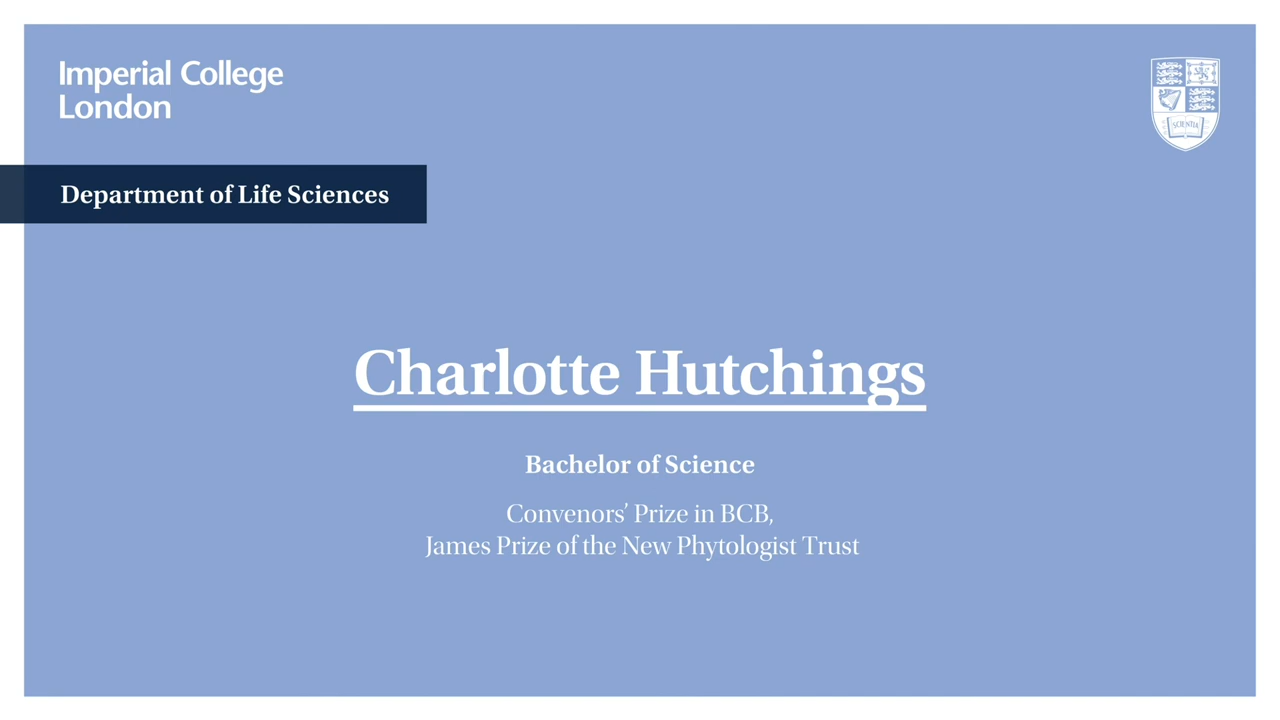 Imperial College
London
SCIENTIA
Department of Life Sciences
Charlotte Hutchings
Bachelor of Science
Convenors’ Prize in BCB,
James Prize of the New Phytologist Trust